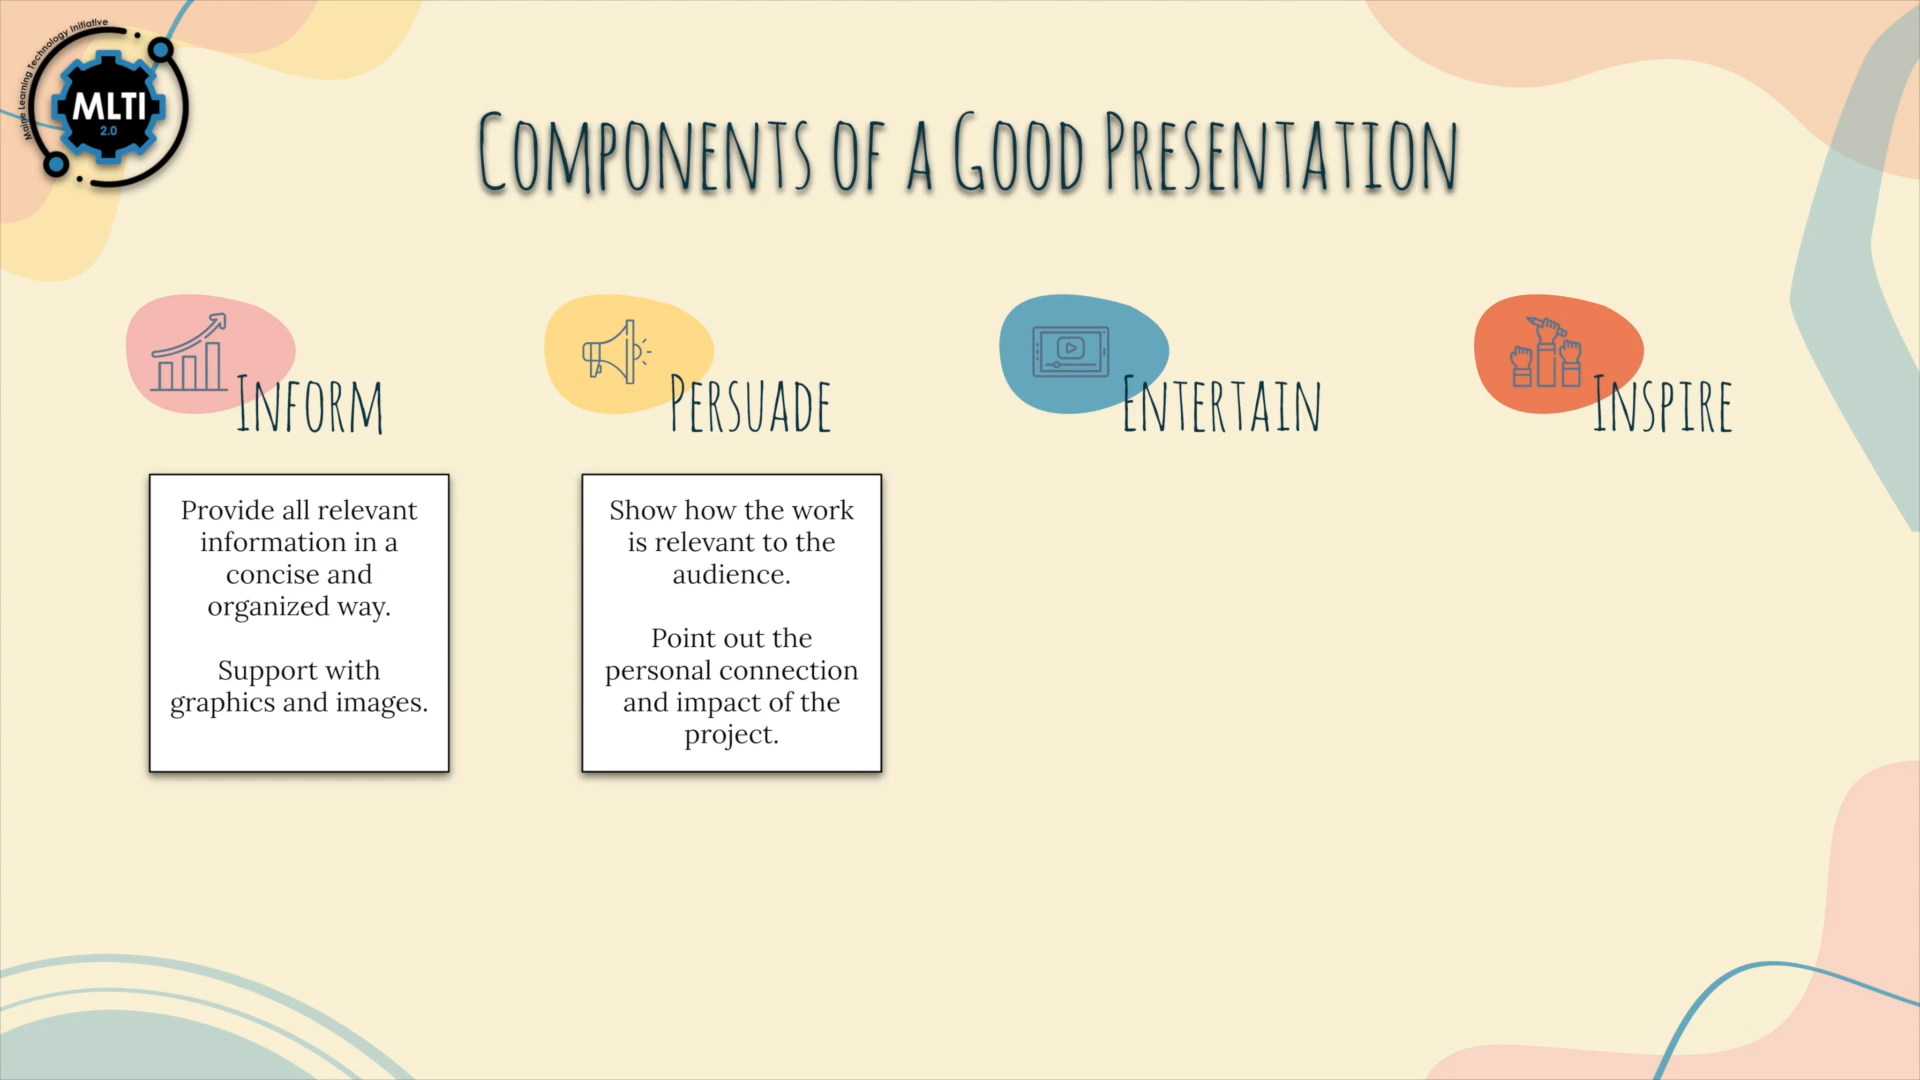 Maine Learning Technology Initiative
MLTI
2.0
Components of a Good Presentation
Inform
Persuade
Entertain
Inspire
Provide all relevant
information in a
concise and
organized way.
Support with
graphics and images.
Show how the work
is relevant to the
audience.
Point out the
personal connection
and impact of the
project.